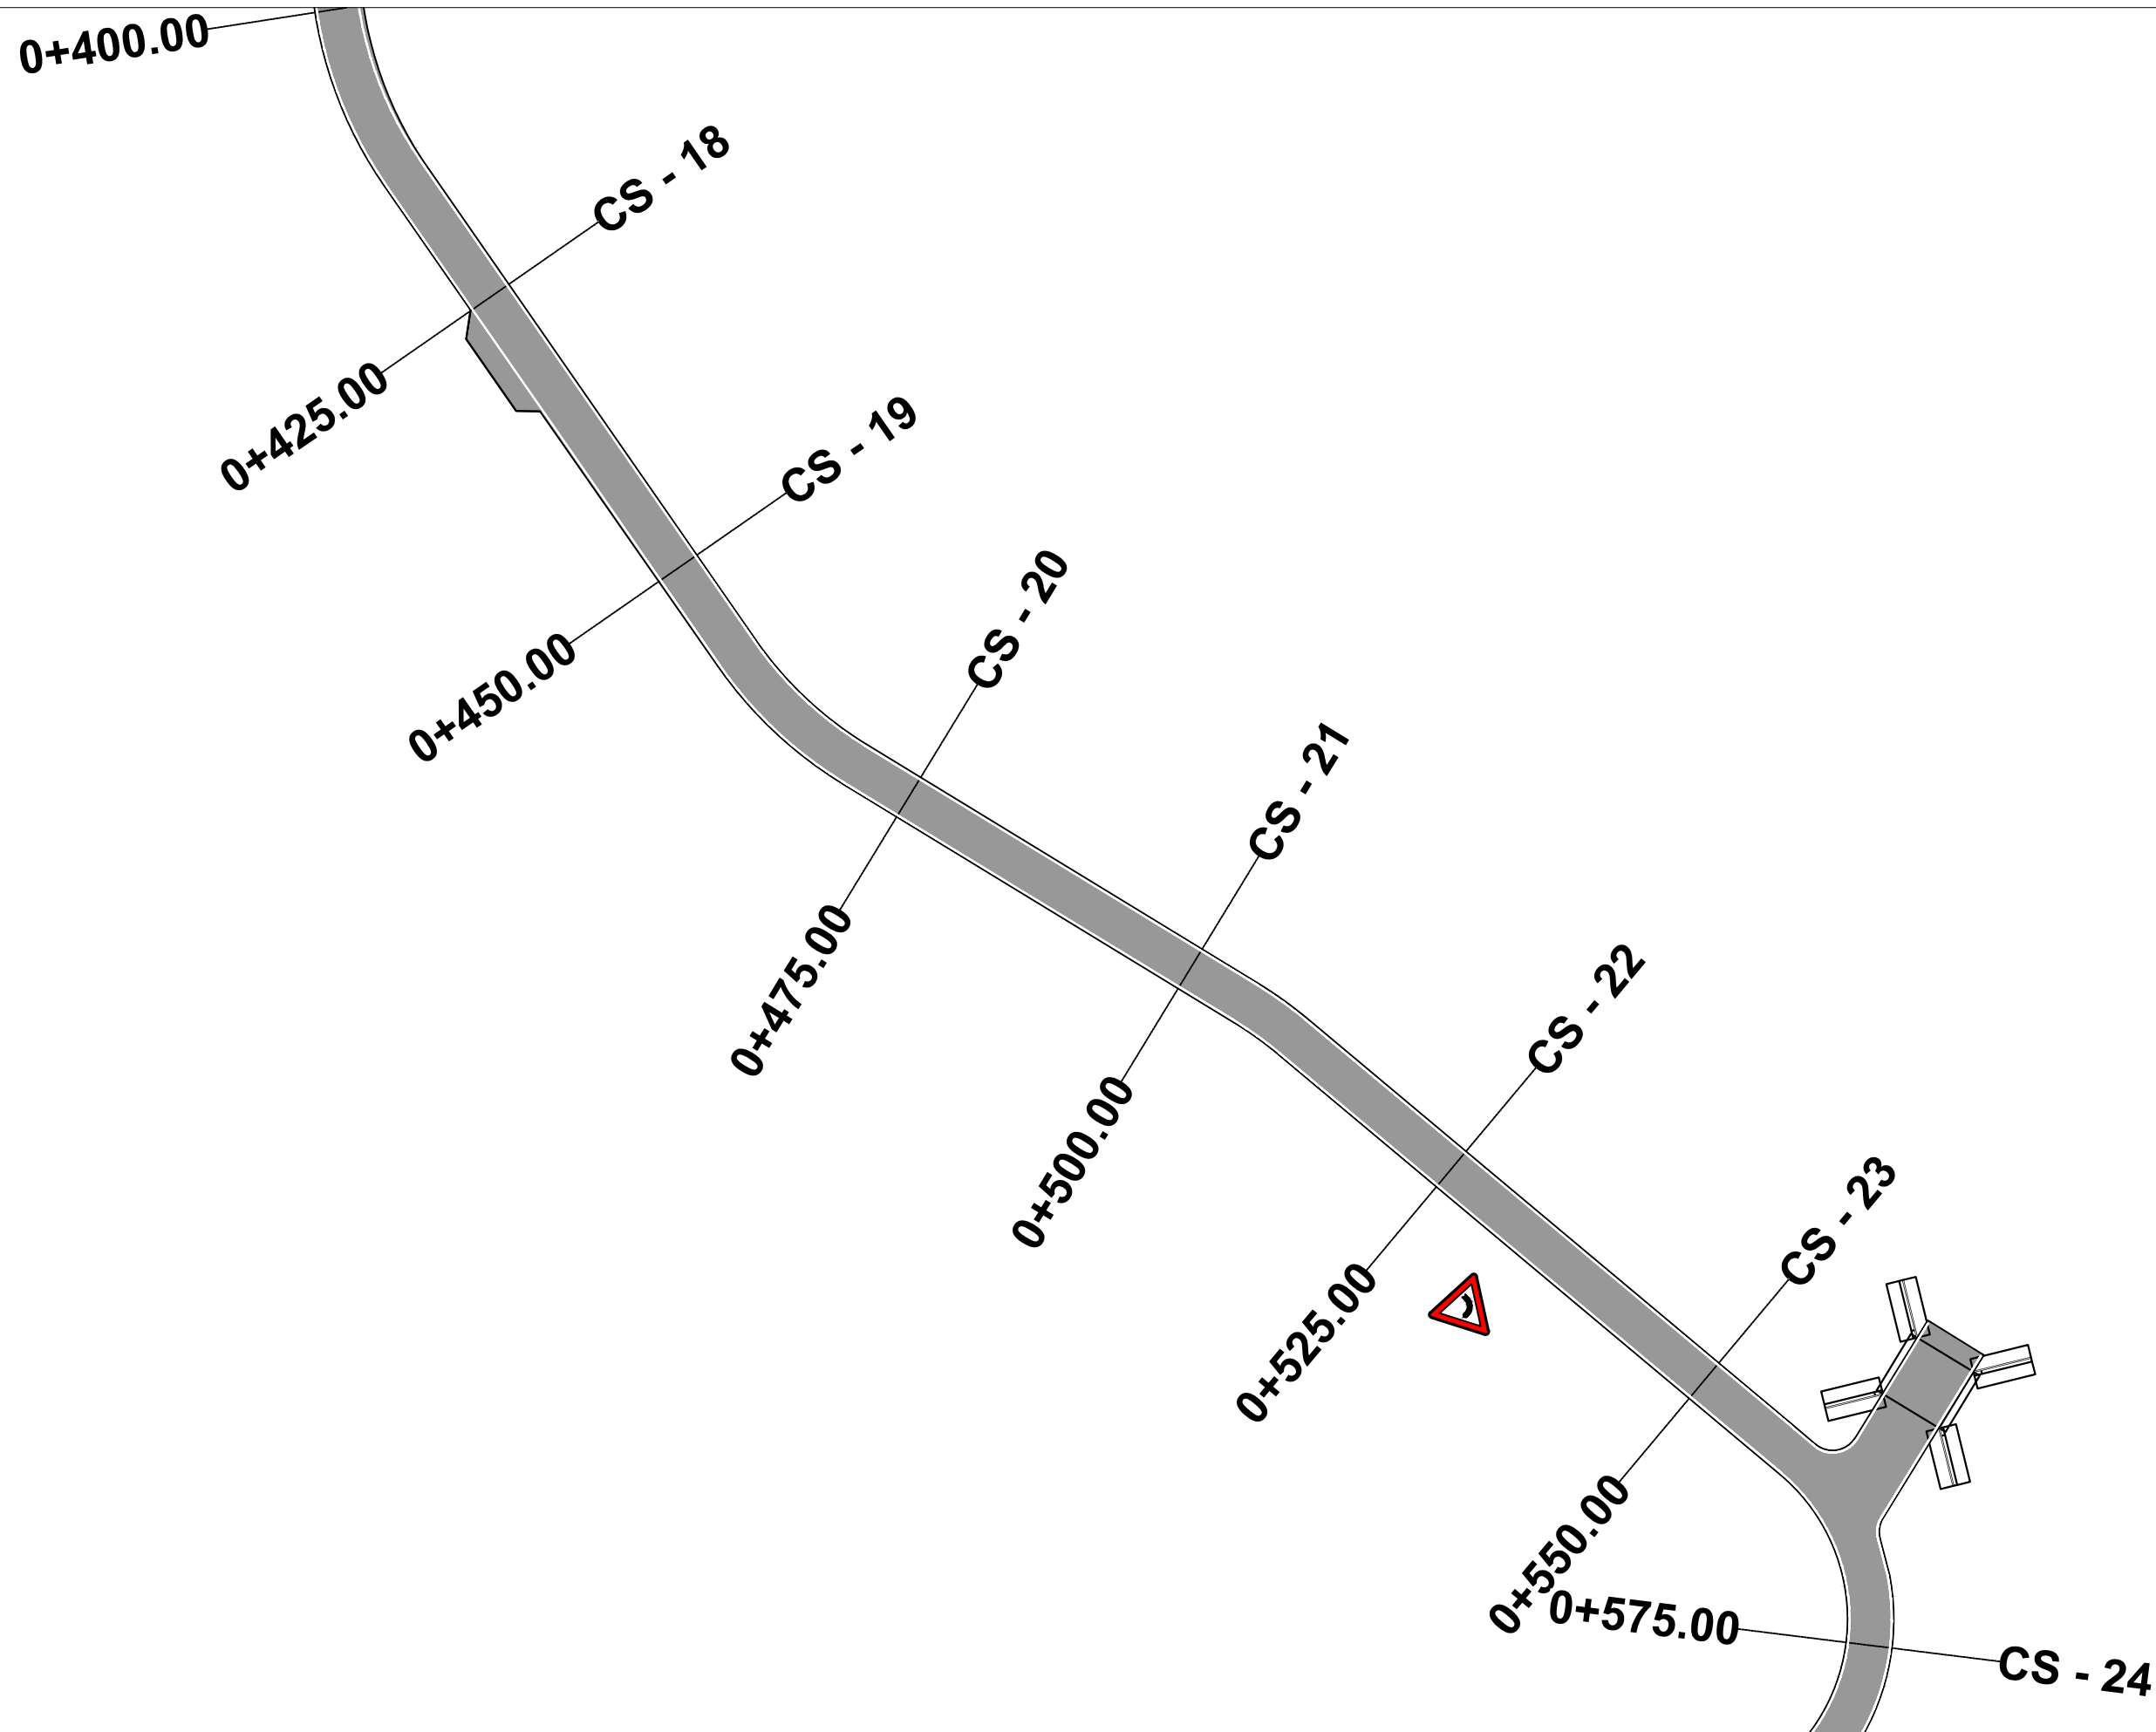 0+400.00
CS - 18
0+425.00
CS - 19
0+450.00
CS - 20
0+475.00
CS - 21
0+500.00
CS - 22
0+525.00
CS - 23
0+550.00
0+575.00
CS - 24